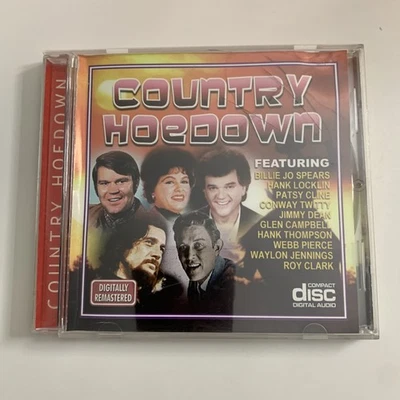 COUNTRY HOEDOWN
COUNTRY
HOEDOWN
FEATURING
BILLIE JO SPEARS
HANK LOCKLIN
PATSY CLINE
CONWAY TWITTY
JIMMY DEAN
GLEN CAMPBELL
HANK THOMPSON
WEBB PIERCE
WAYLON JENNINGS
ROY CLARK
DIGITALLY
REMASTERED
COMPACT
disc
DIGITAL AUDIO